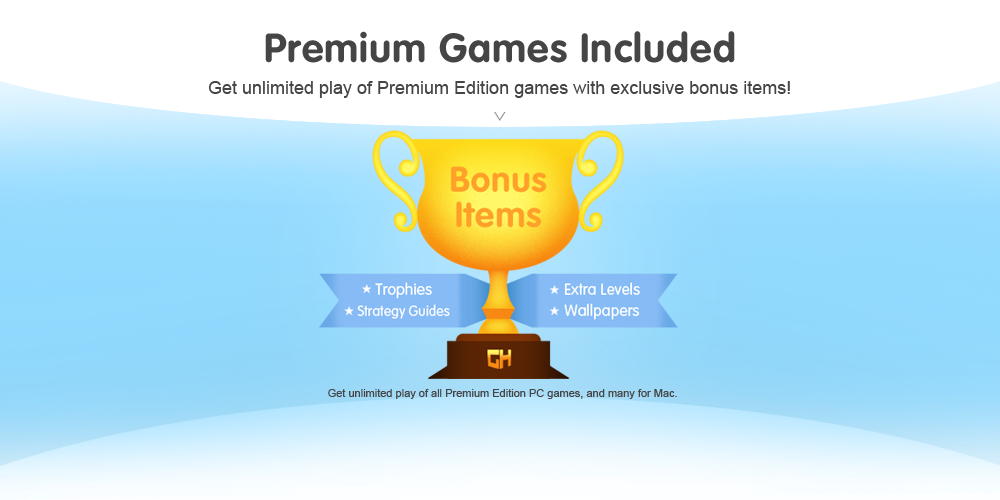 Premium Games Included
Get unlimited play of Premium Edition games with exclusive bonus items!
Bonus
Items
★ Trophies
★ Strategy Guides
★ Extra Levels
★ Wallpapers
GH
Get unlimited play of all Premium Edition PC games, and many for Mac.